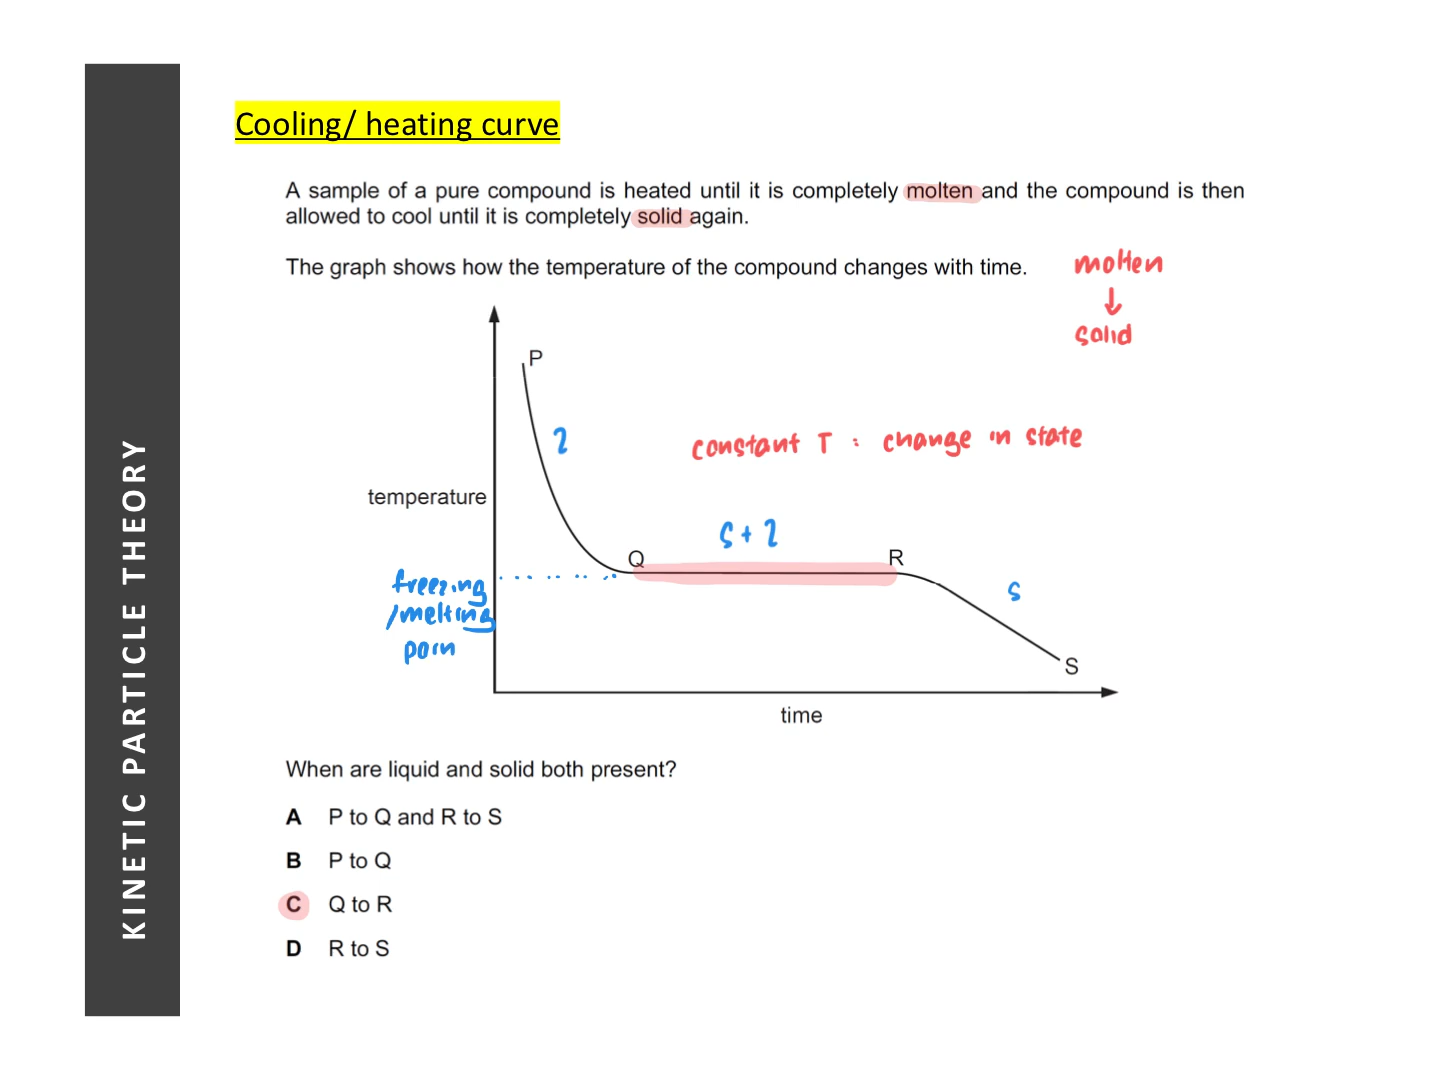 KINETIC PARTICLE THEORY
Cooling/ heating curve
A sample of a pure compound is heated until it is completely molten and the compound is then
allowed to cool until it is completely solid again.
The graph shows how the temperature of the compound changes with time.
molten
↓
solid
P
l
constant T : change in state
temperature
s + l
Q
R
freezing
/melting
poin
s
S
time
When are liquid and solid both present?
A P to Q and R to S
B P to Q
C Q to R
D R to S